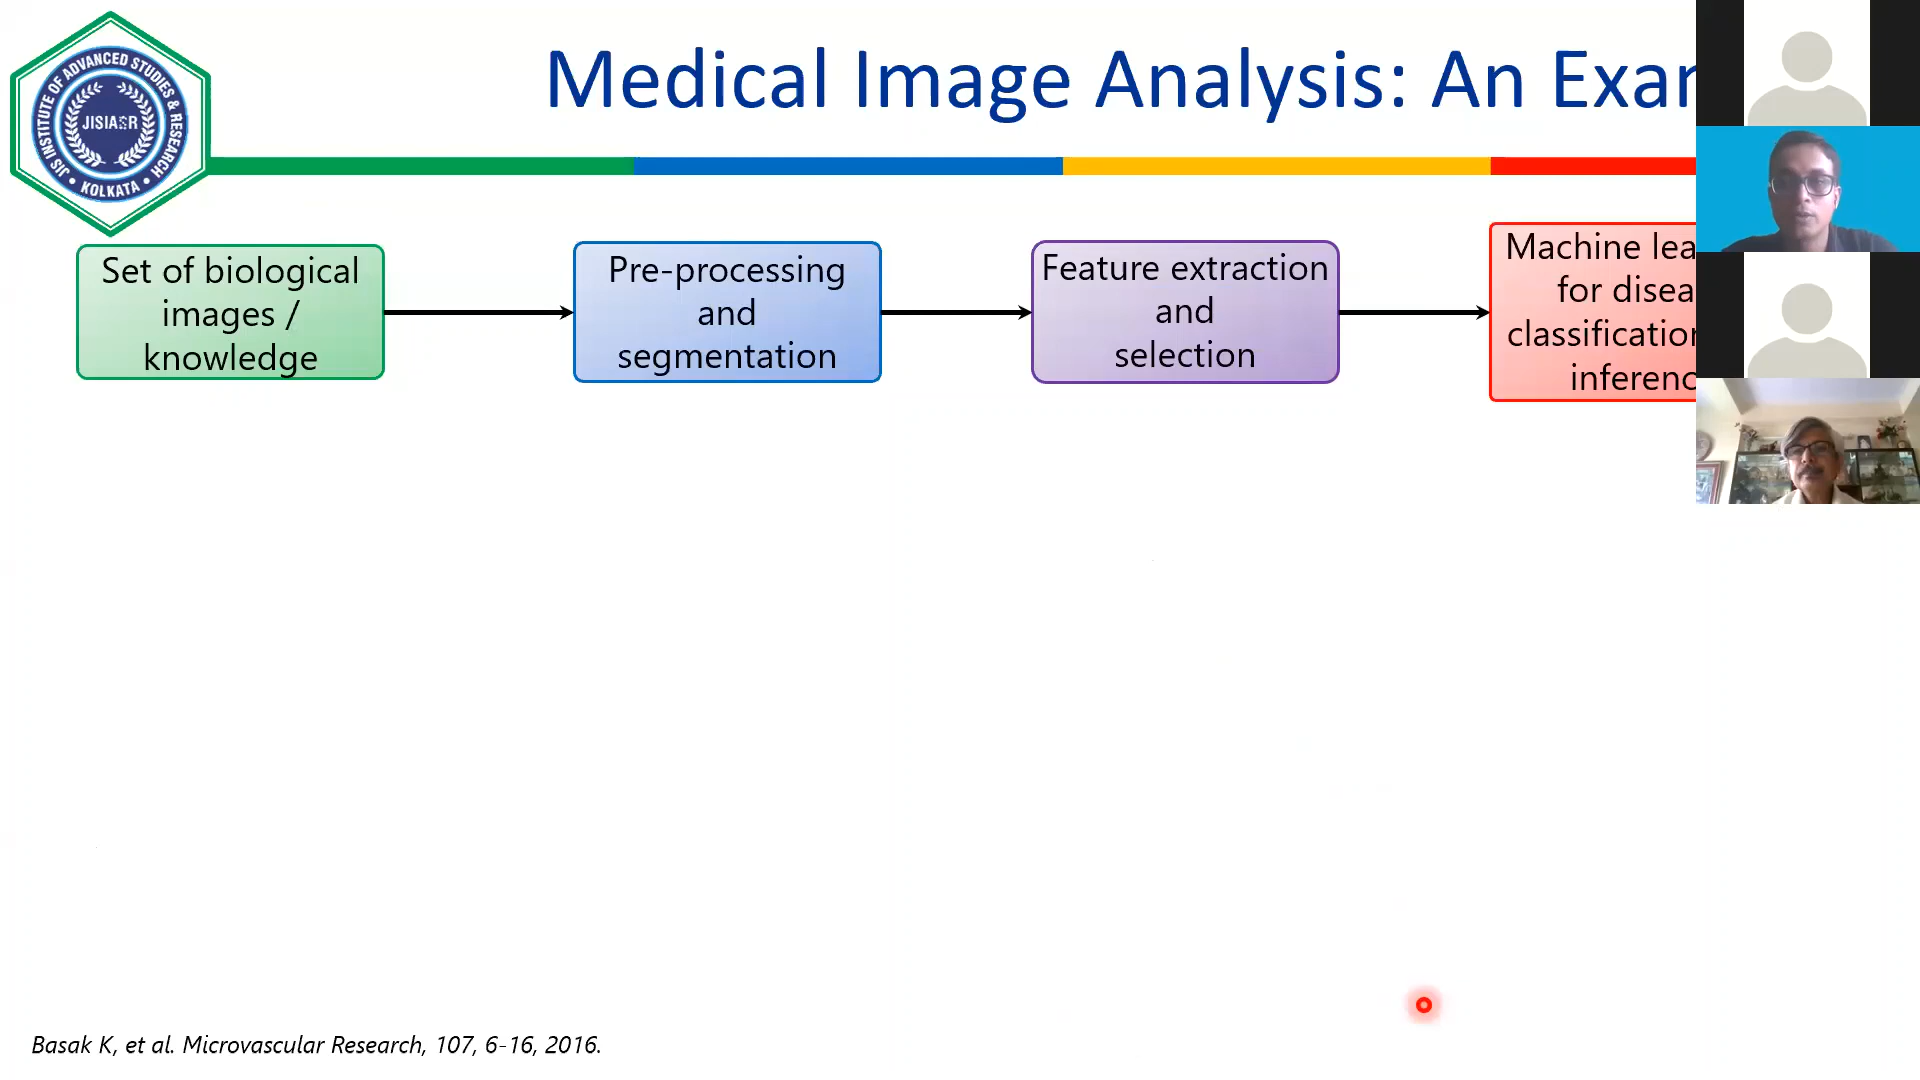 JIS INSTITUTE OF ADVANCED STUDIES & RESEARCH
JISIASR
• KOLKATA •
Medical Image Analysis: An Exam
Set of biological
images /
knowledge
Pre-processing
and
segmentation
Feature extraction
and
selection
Machine lea
for disea
classification
inferenc
Basak K, et al. Microvascular Research, 107, 6-16, 2016.